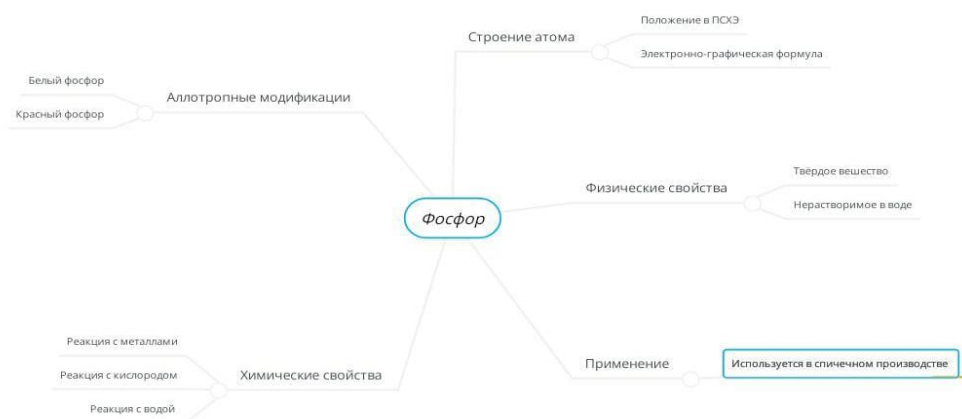 Строение атома
Положение в ПСХЭ
Электронно-графическая формула
Белый фосфор
Красный фосфор
Аллотропные модификации
Физические свойства
Твёрдое вешество
Нерастворимое в воде
Фосфор
Реакция с металлами
Реакция с кислородом
Реакция с водой
Химические свойства
Применение
Используется в спичечном производстве